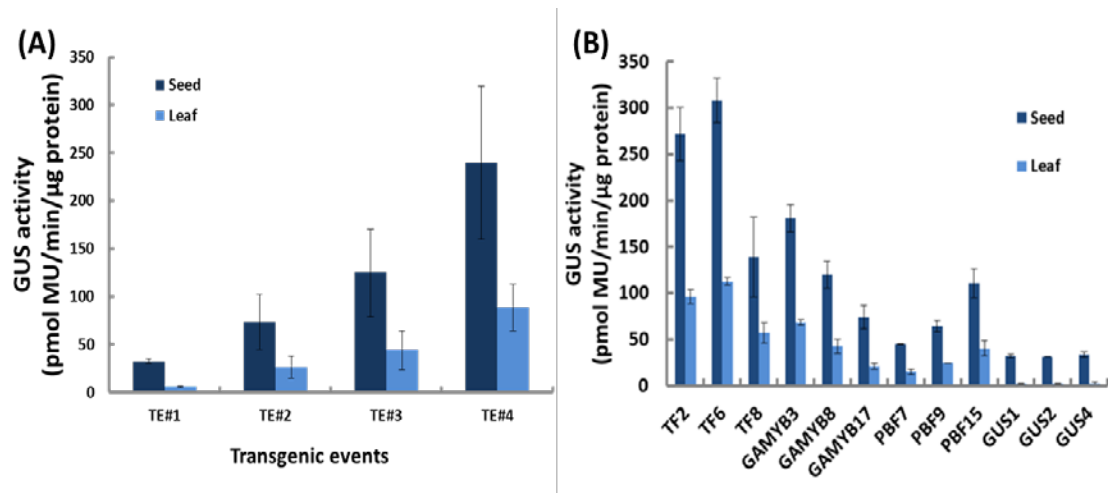 (A)
GUS activity
(pmol MU/min/µg protein)
350
300
250
200
150
100
50
0
Seed
Leaf
TE#1 TE#2 TE#3 TE#4
Transgenic events
(B)
GUS activity
(pmol MU/min/µg protein)
350
300
250
200
150
100
50
0
Seed
Leaf
TF2
TF6
TF8
GAMYB3
GAMYB8
GAMYB17
PBF7
PBF9
PBF15
GUS1
GUS2
GUS4